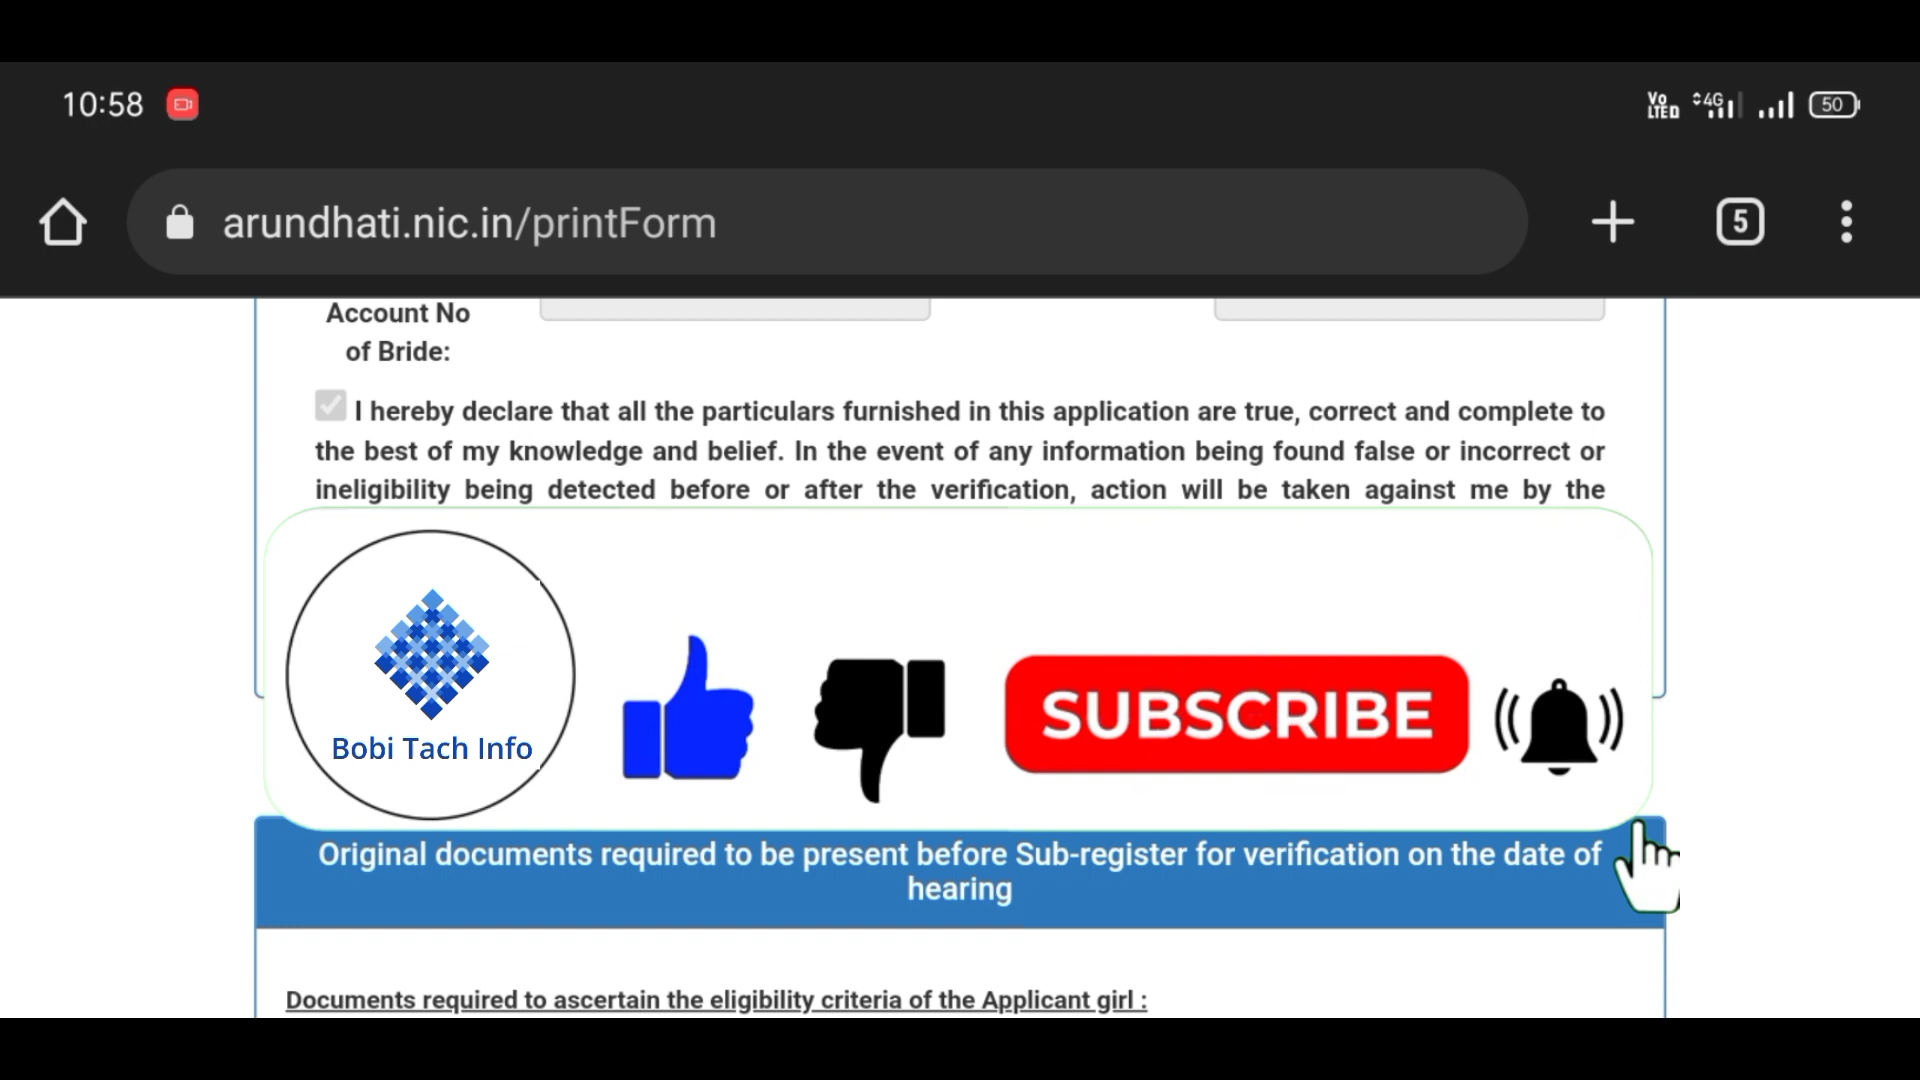 10:58
Vo
LTED
4G
50
arundhati.nic.in/printForm
5
Account No
of Bride:
I hereby declare that all the particulars furnished in this application are true, correct and complete to
the best of my knowledge and belief. In the event of any information being found false or incorrect or
ineligibility being detected before or after the verification, action will be taken against me by the
Bobi Tach Info
SUBSCRIBE
Original documents required to be present before Sub-register for verification on the date of
hearing
Documents required to ascertain the eligibility criteria of the Applicant girl :